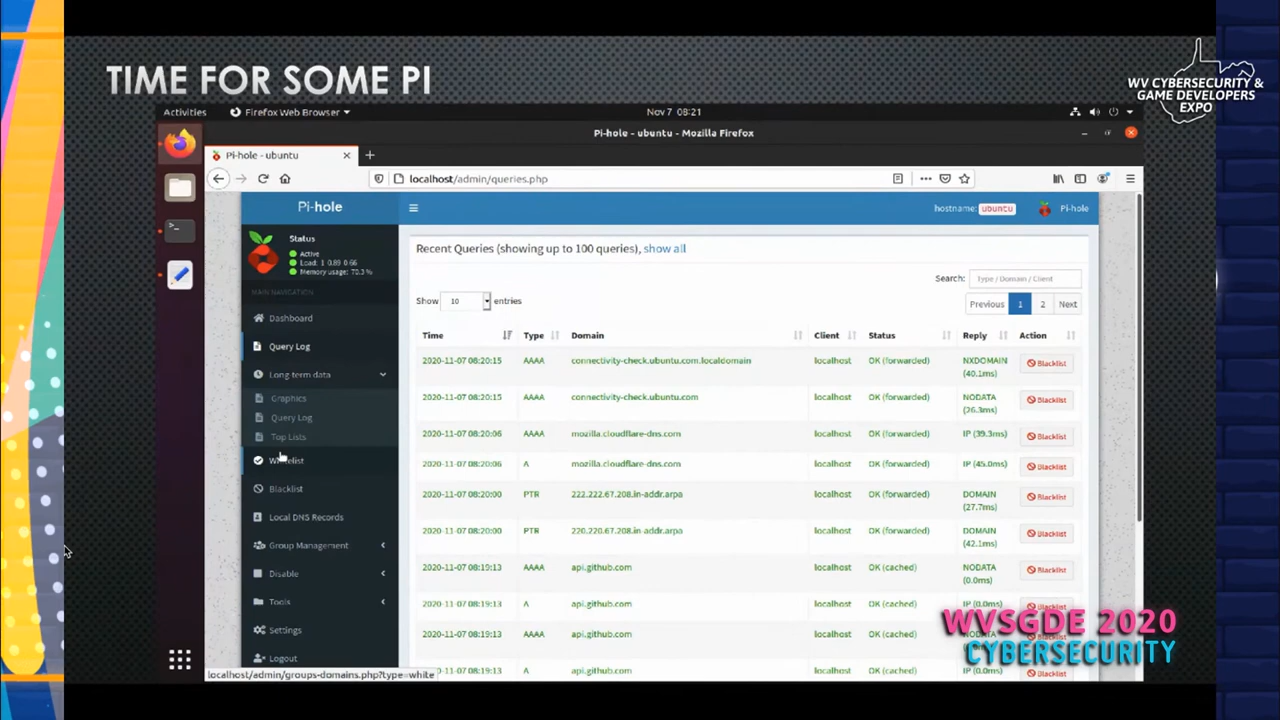 TIME FOR SOME PI
WV CYBERSECURITY &
GAME DEVELOPERS
EXPO
Activities Firefox Web Browser Nov 7 08:21
Pi-hole - ubuntu - Mozilla Firefox
Pi-hole - ubuntu
localhost/admin/queries.php
Pi-hole hostname: ubuntu Pi-hole
Status
Active
Load: 1 0.89 0.66
Memory usage: 70.3 %
MAIN NAVIGATION
Dashboard
Query Log
Long term data
Graphics
Query Log
Top Lists
Whitelist
Blacklist
Local DNS Records
Group Management
Disable
Tools
Settings
Logout
localhost/admin/groups-domains.php?type=white
Recent Queries (showing up to 100 queries), show all
Search: Type / Domain / Client
Show 10 entries
Previous 1 2 Next
Time Type Domain Client Status Reply Action
2020-11-07 08:20:15 AAAA connectivity-check.ubuntu.com.localdomain localhost OK (forwarded) NXDOMAIN (40.1ms) Blacklist
2020-11-07 08:20:15 AAAA connectivity-check.ubuntu.com localhost OK (forwarded) NODATA (26.3ms) Blacklist
2020-11-07 08:20:06 AAAA mozilla.cloudflare-dns.com localhost OK (forwarded) IP (39.3ms) Blacklist
2020-11-07 08:20:06 A mozilla.cloudflare-dns.com localhost OK (forwarded) IP (45.0ms) Blacklist
2020-11-07 08:20:00 PTR 222.222.67.208.in-addr.arpa localhost OK (forwarded) DOMAIN (27.7ms) Blacklist
2020-11-07 08:20:00 PTR 220.220.67.208.in-addr.arpa localhost OK (forwarded) DOMAIN (42.1ms) Blacklist
2020-11-07 08:19:13 AAAA api.github.com localhost OK (cached) NODATA (0.0ms) Blacklist
2020-11-07 08:19:13 A api.github.com localhost OK (cached) IP (0.0ms)
2020-11-07 08:19:13 AAAA api.github.com localhost OK (cached)
A api.github.com localhost OK (cached) IP (0.0ms) Blacklist
WVSGDE 2020
CYBERSECURITY